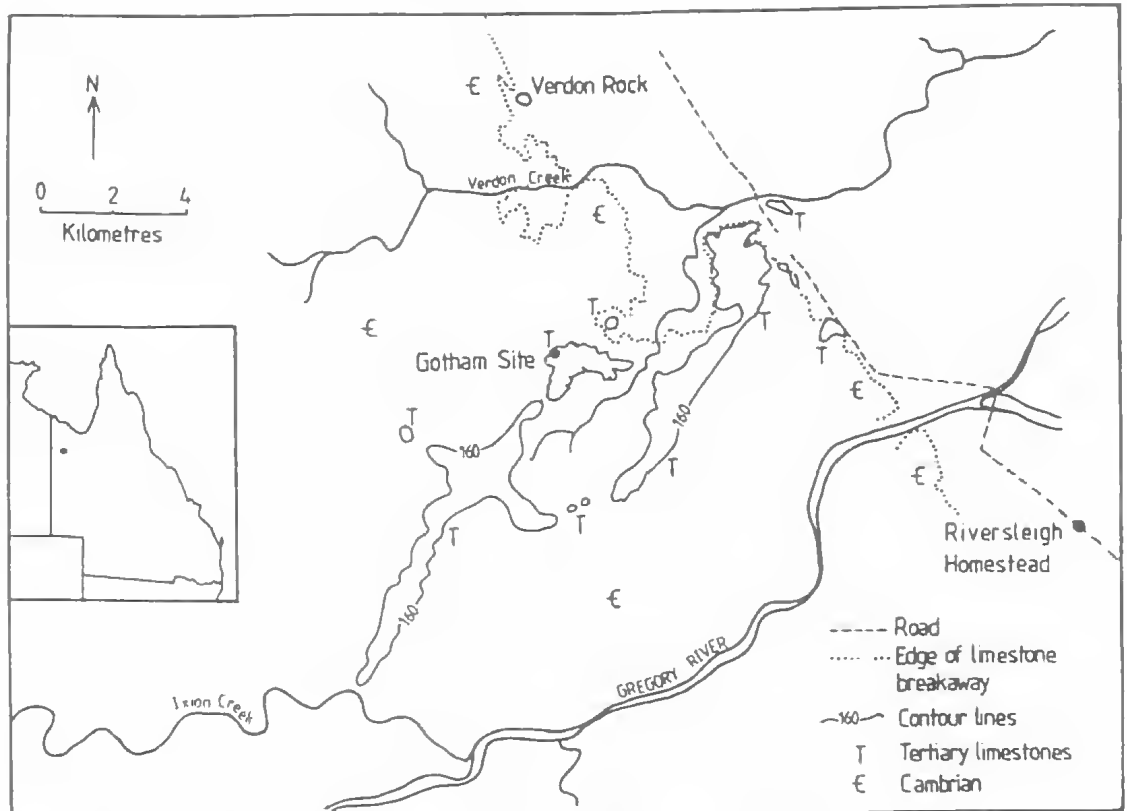 N
0 2 4
Kilometres
Є
Verdon Rock
Verdon Creek
Є
T
Є
T
T
T
Gotham Site
T
Є
160
T
160
T
T
T
Є
Riversleigh
Homestead
160
Є
GREGORY RIVER
Ixion Creek
Road
Edge of limestone
breakaway
160 Contour lines
T Tertiary limestones
Є Cambrian